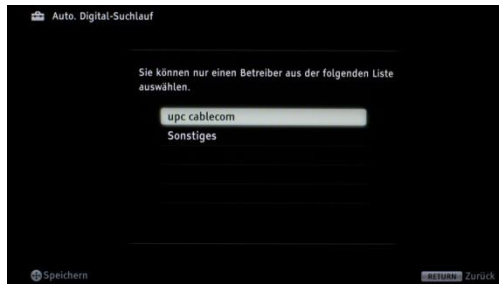 Auto. Digital-Suchlauf
Sie können nur einen Betreiber aus der folgenden Liste
auswählen.
upc cablecom
Sonstiges
Speichern
RETURN Zurück